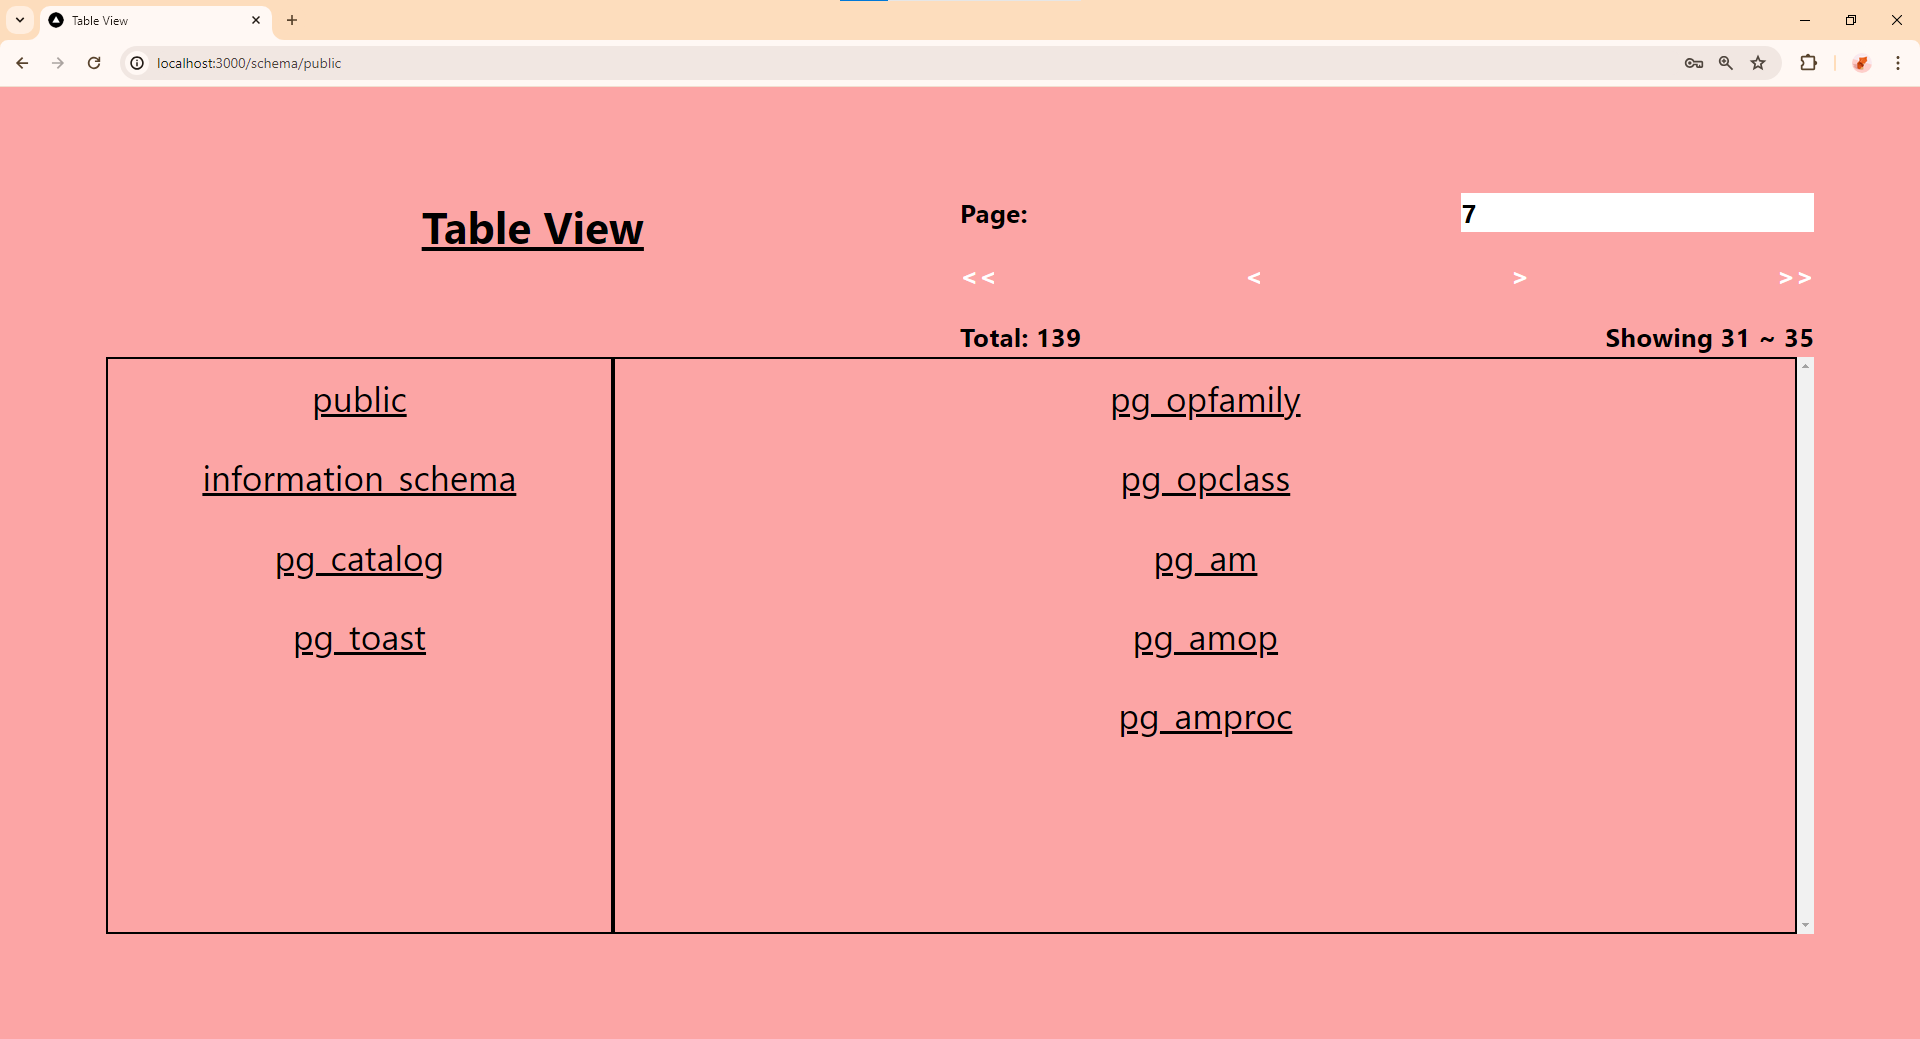 Table View
localhost:3000/schema/public
Table View
Page: 7
<< < > >>
Total: 139 Showing 31 ~ 35
public
information_schema
pg_catalog
pg_toast
pg_opfamily
pg_opclass
pg_am
pg_amop
pg_amproc